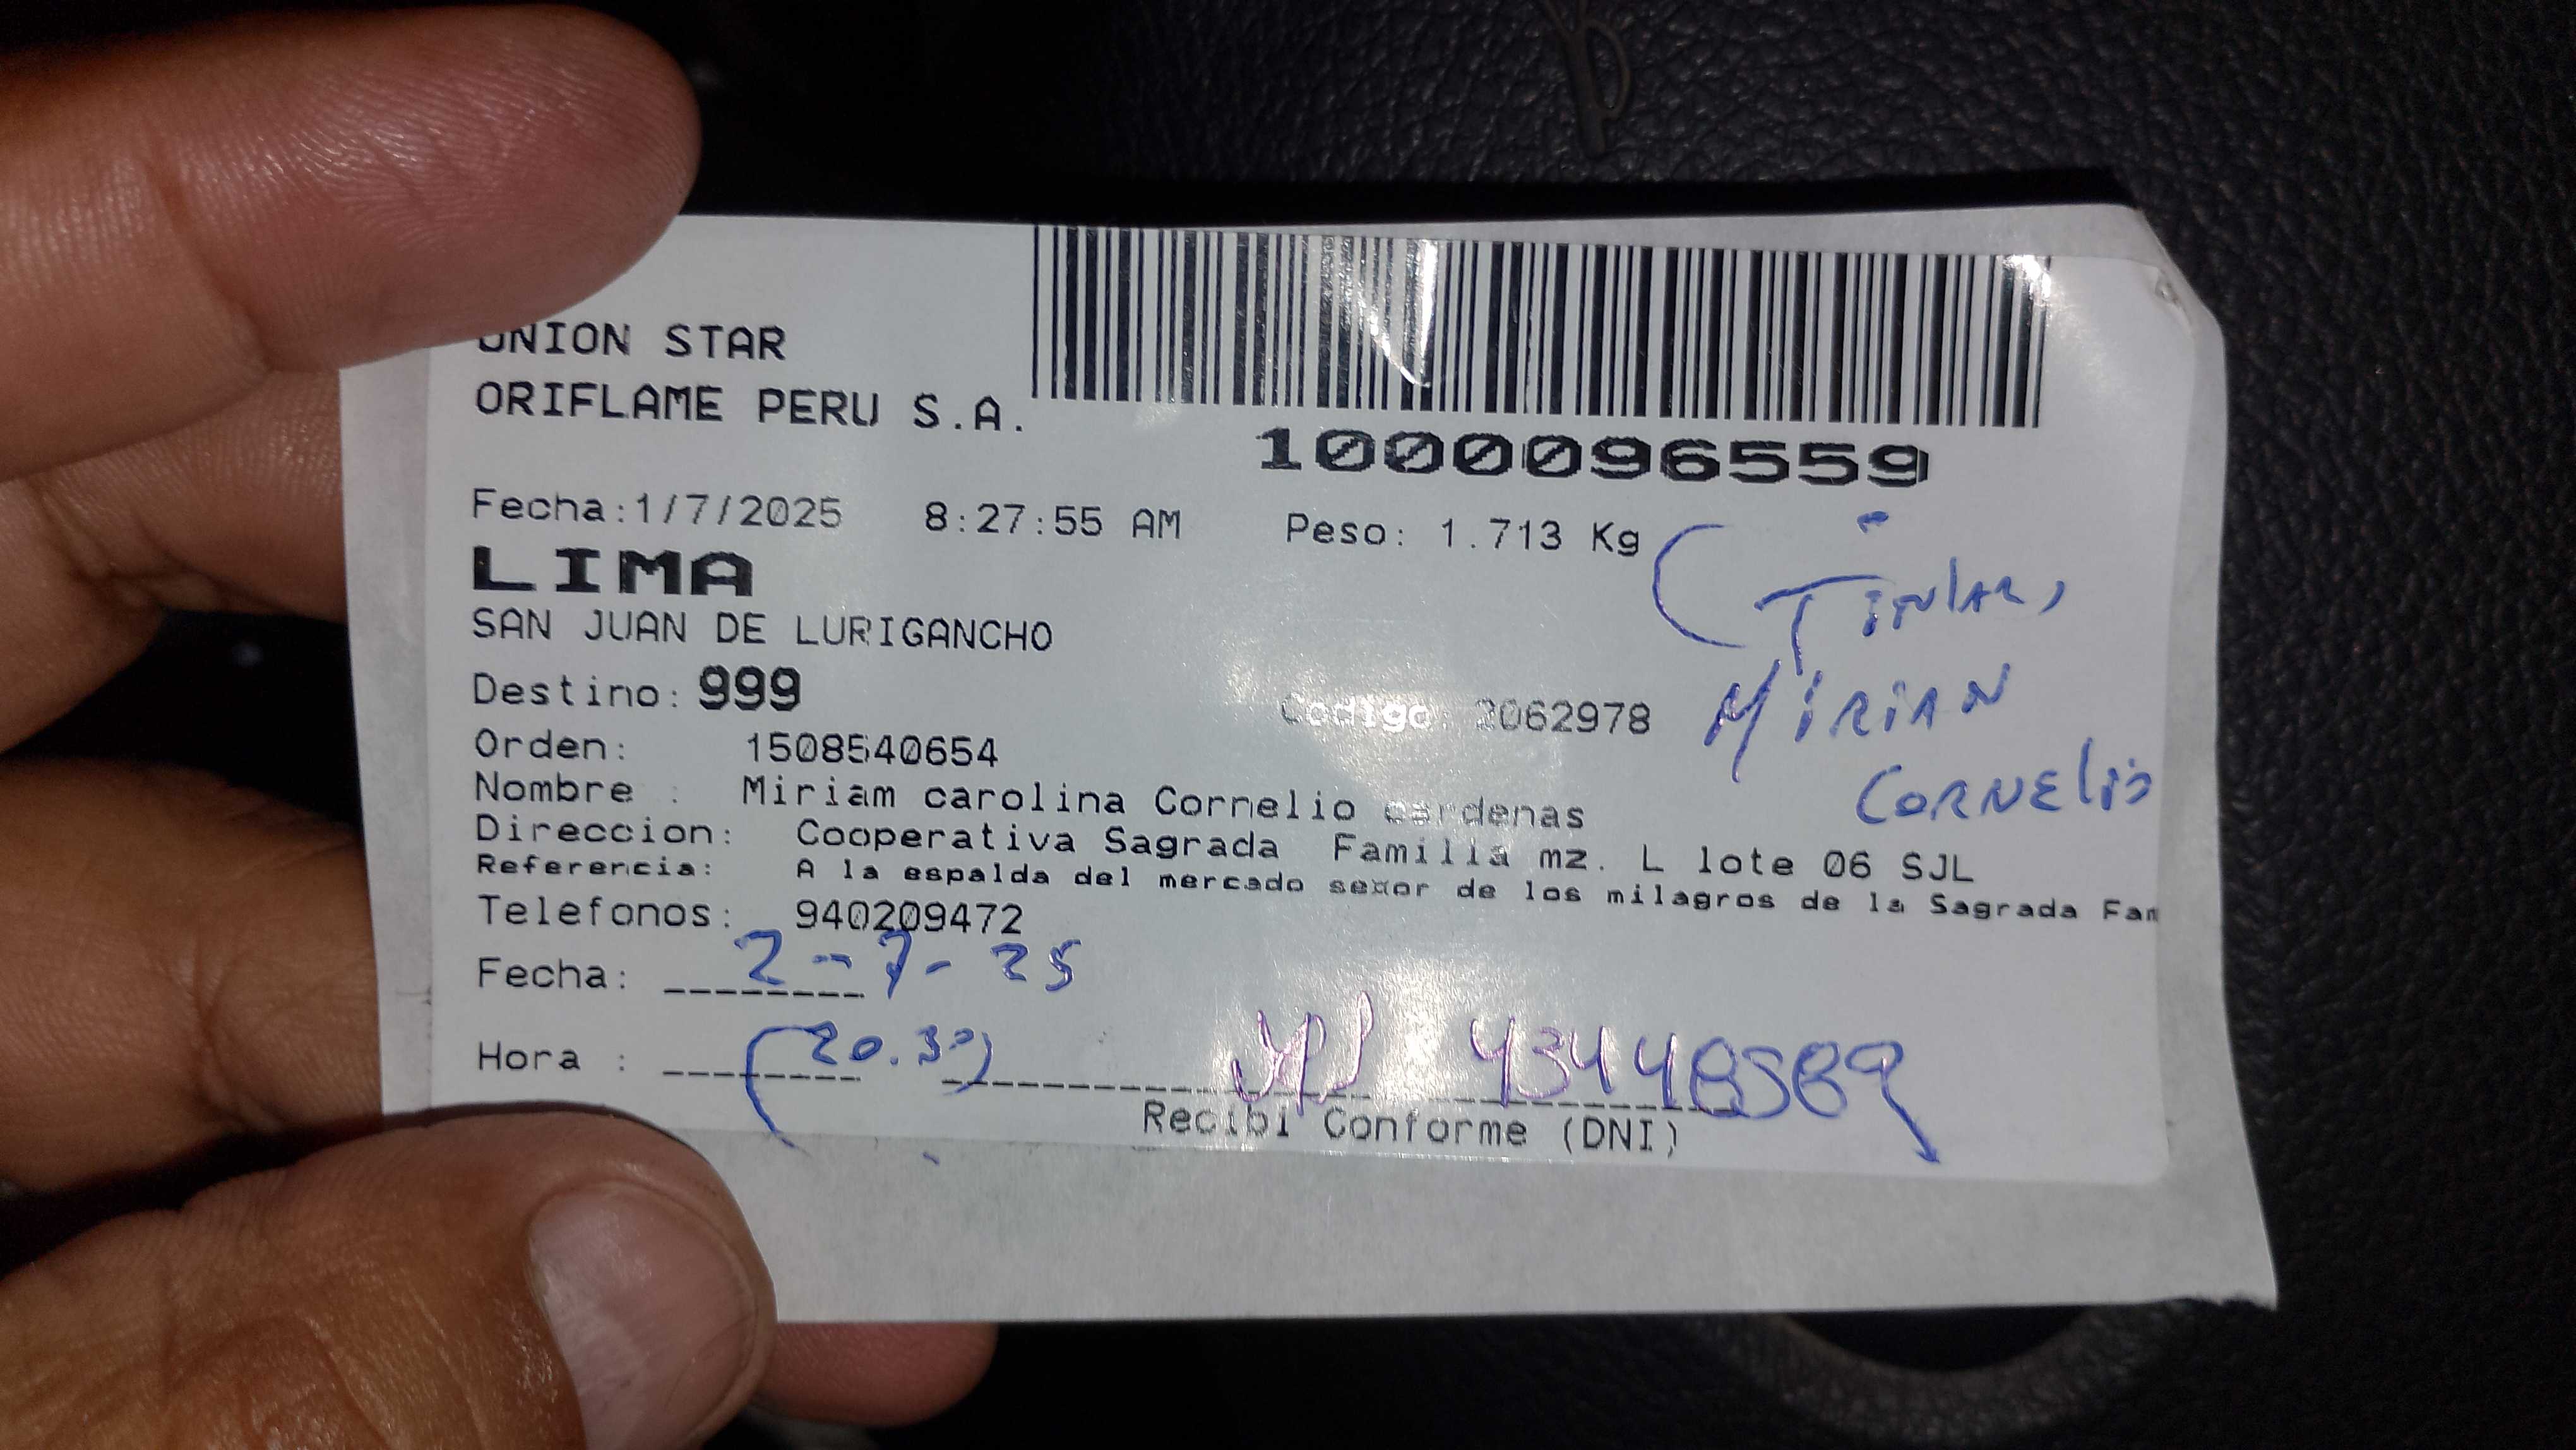 UNION STAR
ORIFLAME PERU S.A.
1000096559
Fecha:1/7/2025 8:27:55 AM Peso: 1.713 Kg
LIMA
SAN JUAN DE LURIGANCHO
Titular,
Destino: 999 Codigo 2062978
MiRiAN
Orden: 1508540654
Nombre : Miriam carolina Cornelio cardenas
CORNELiO
Direccion: Cooperativa Sagrada Familia mz. L lote 06 SJL
Referencia: A la espalda del mercado señor de los milagros de la Sagrada Fam
Telefonos: 940209472
Fecha: 2-7-25
Hora : (20.30)
Recibi Conforme (DNI)